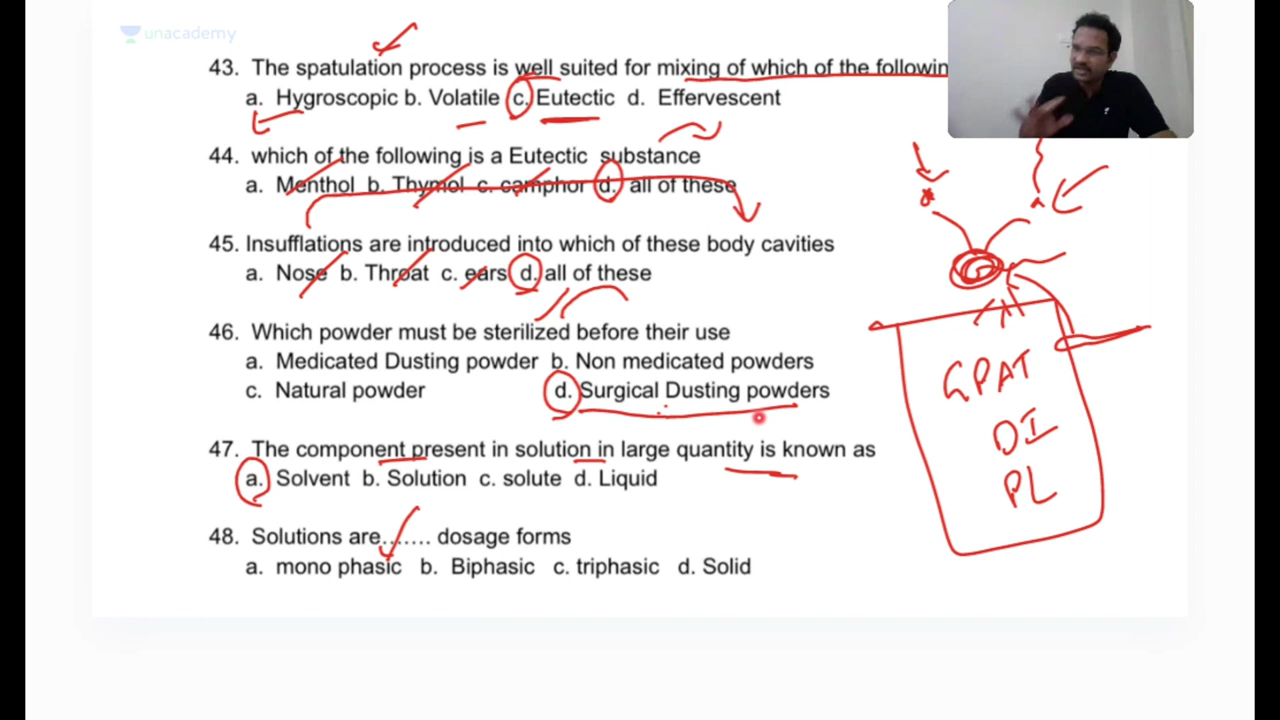 unacademy
43. The spatulation process is well suited for mixing of which of the followin
a. Hygroscopic b. Volatile c. Eutectic d. Effervescent
44. which of the following is a Eutectic substance
a. Menthol b. Thymol c. camphor d. all of these
45. Insufflations are introduced into which of these body cavities
a. Nose b. Throat c. ears d. all of these
46. Which powder must be sterilized before their use
a. Medicated Dusting powder b. Non medicated powders
c. Natural powder d. Surgical Dusting powders
47. The component present in solution in large quantity is known as
a. Solvent b. Solution c. solute d. Liquid
48. Solutions are....... dosage forms
a. mono phasic b. Biphasic c. triphasic d. Solid
GPAT
DI
PL